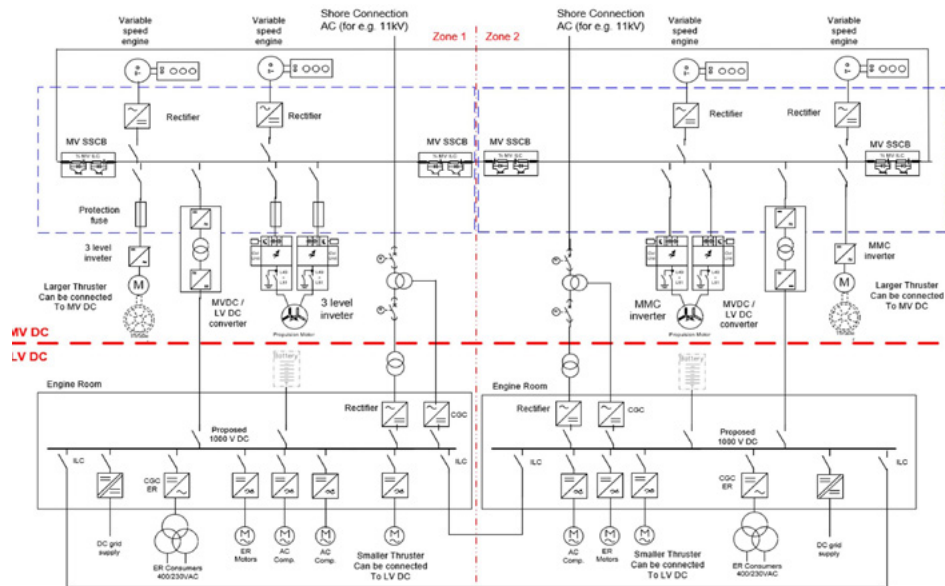 Shore Connection
AC (for e.g. 11kV)
Shore Connection
AC (for e.g. 11kV)
Variable
speed
engine
Variable
speed
engine
Zone 1
Zone 2
Variable
speed
engine
Variable
speed
engine
Rectifier
Rectifier
Rectifier
Rectifier
MV SSCB
MV SSCB
MV SSCB
MV SSCB
Protection
fuse
3 level
inveter
M
Larger Thruster
Can be connected
To MV DC
MVDC /
LV DC
converter
3 level
inveter
Propulsion Motor
MMC
inverter
Propulsion Motor
MVDC /
LV DC
converter
MMC
inverter
M
Larger Thruster
Can be connected
To MV DC
MV DC
LV DC
Battery
Battery
Engine Room
Engine Room
Rectifier
CGC
Rectifier
CGC
Proposed
1000 V DC
Proposed
1000 V DC
ILC
ILC
ILC
ILC
CGC
ER
CGC
ER
DC grid
supply
ER Consumers
400/230VAC
ER
Motors
AC
Comp.
AC
Comp.
Smaller Thruster
Can be connected
To LV DC
AC
Comp.
ER
Motors
Smaller Thruster
Can be connected
To LV DC
ER Consumers
400/230VAC
DC grid
supply